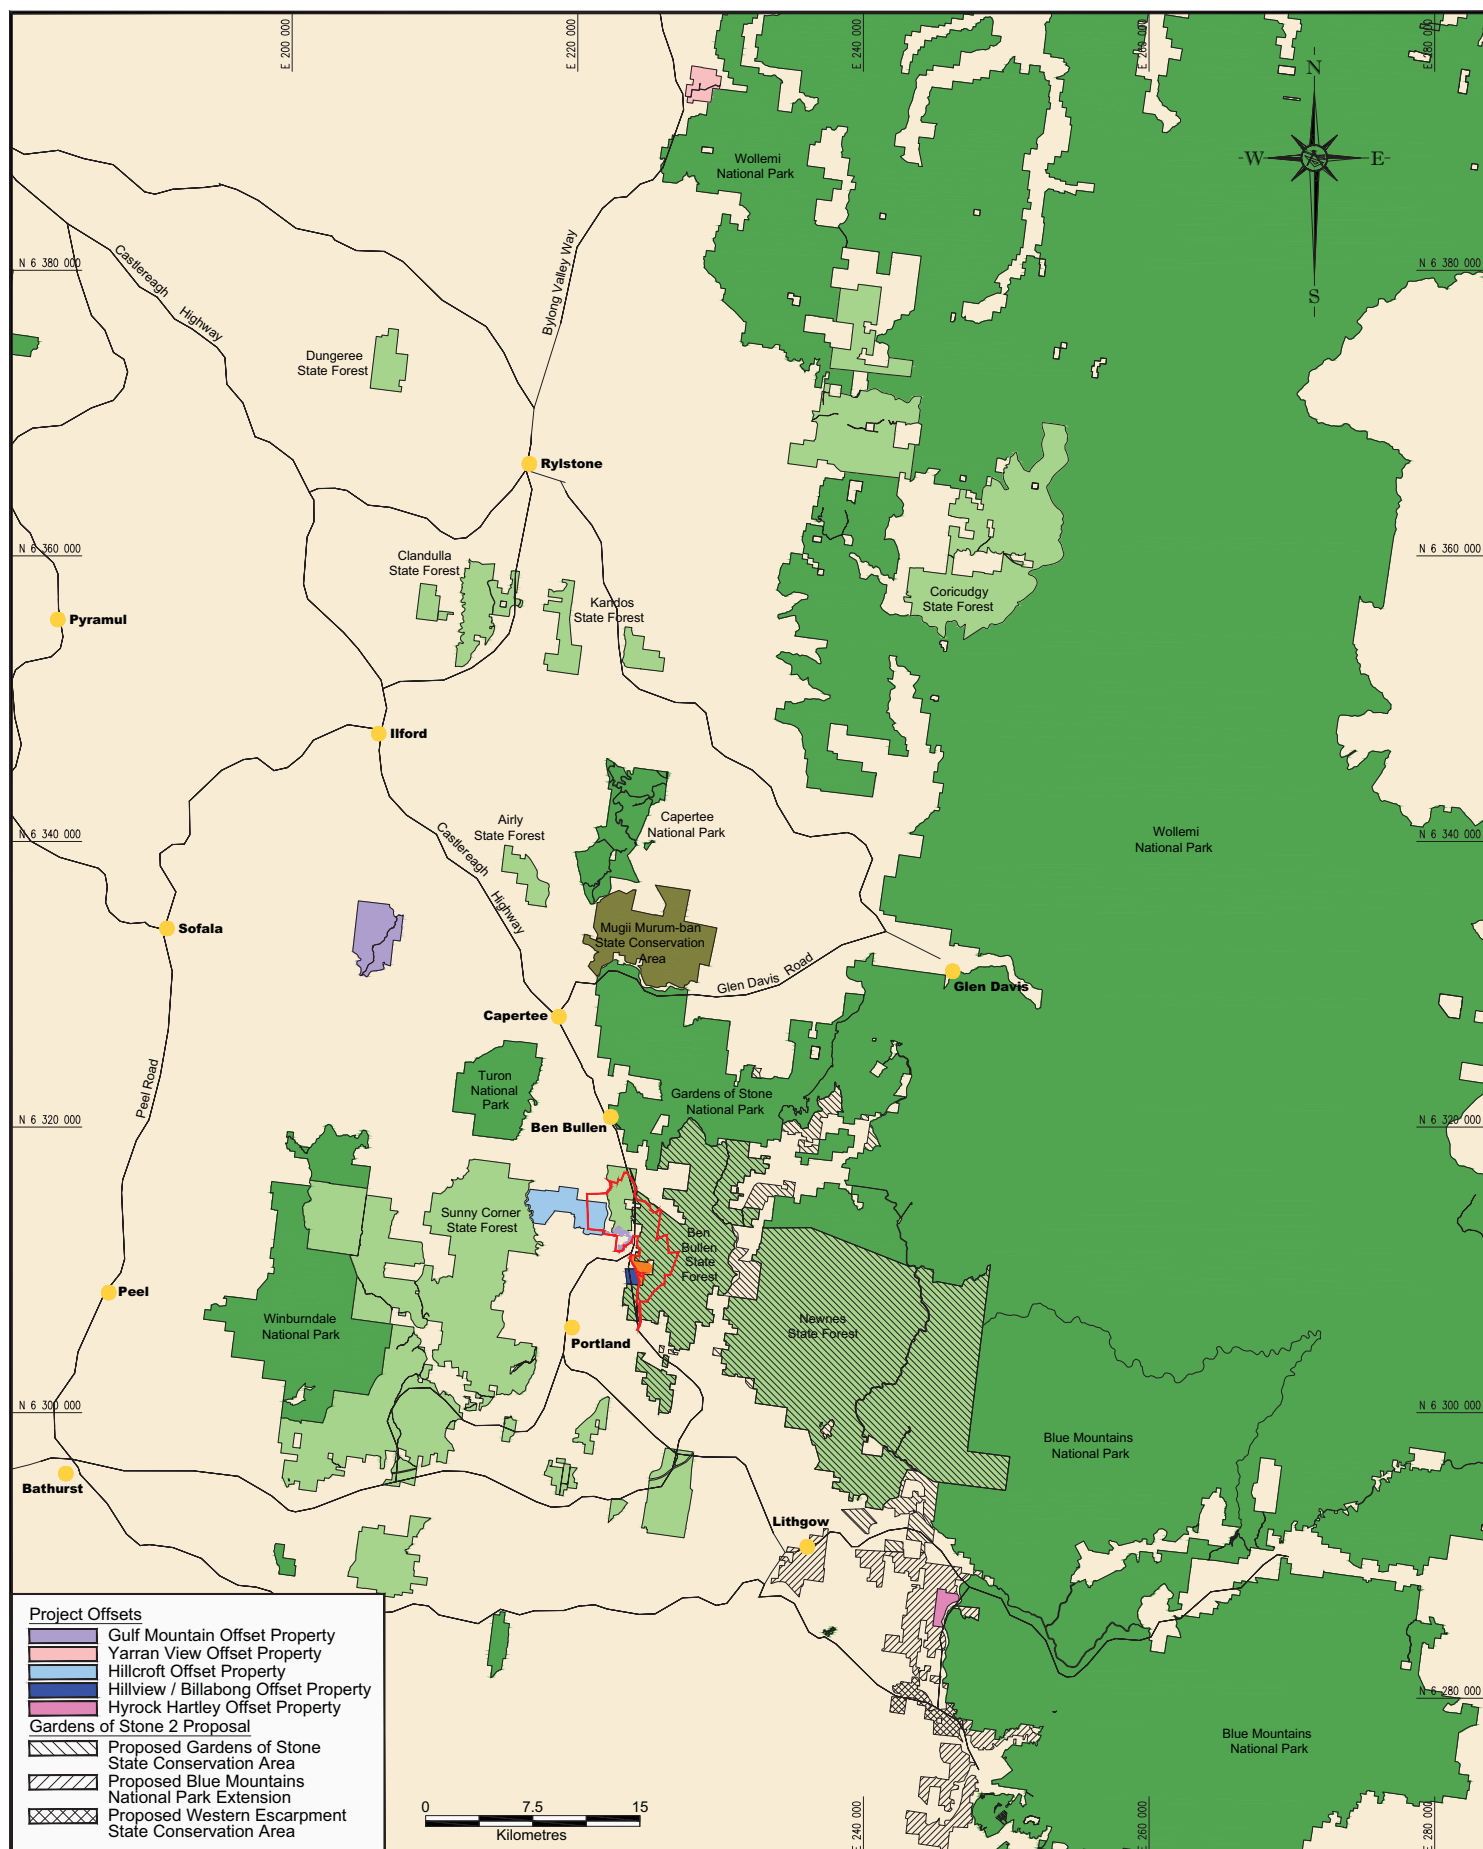 E 200 000
E 220 000
E 240 000
E 260 000
E 280 000
N
W
E
S
Wollemi
National Park
N 6 380 000
N 6 380 000
Castlereagh
Highway
Bylong Valley Way
Dungeree
State Forest
Rylstone
N 6 360 000
N 6 360 000
Clandulla
State Forest
Kandos
State Forest
Coricudgy
State Forest
Pyramul
Ilford
Airly
State Forest
Capertee
National Park
Wollemi
National Park
N 6 340 000
N 6 340 000
Castlereagh
Highway
Sofala
Mugii Murum-ban
State Conservation
Area
Glen Davis Road
Glen Davis
Capertee
Peel Road
Turon
National
Park
Gardens of Stone
National Park
N 6 320 000
N 6 320 000
Ben Bullen
Sunny Corner
State Forest
Ben
Bullen
State
Forest
Peel
Winburndale
National Park
Newnes
State Forest
Portland
N 6 300 000
N 6 300 000
Blue Mountains
National Park
Bathurst
Lithgow
Project Offsets
Gulf Mountain Offset Property
Yarran View Offset Property
Hillcroft Offset Property
Hillview / Billabong Offset Property
Hyrock Hartley Offset Property
Gardens of Stone 2 Proposal
Proposed Gardens of Stone
State Conservation Area
Proposed Blue Mountains
National Park Extension
Proposed Western Escarpment
State Conservation Area
N 6 280 000
Blue Mountains
National Park
0 7.5 15
Kilometres
E 240 000
E 260 000
E 280 000